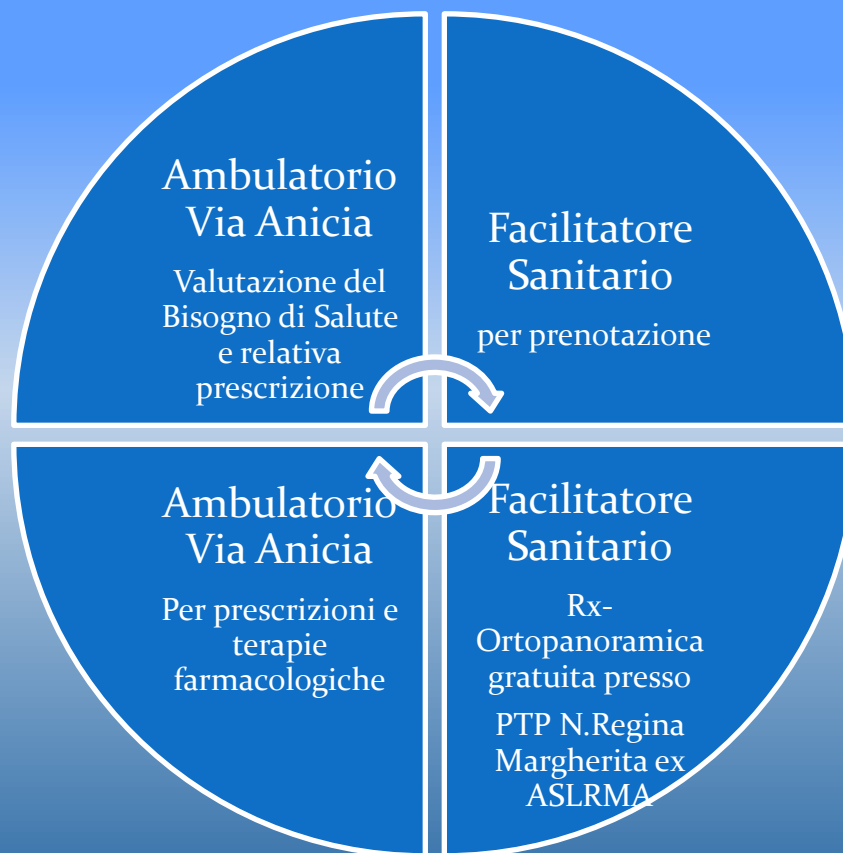 Ambulatorio
Via Anicia
Valutazione del
Bisogno di Salute
e relativa
prescrizione
Facilitatore
Sanitario
per prenotazione
Ambulatorio
Via Anicia
Per prescrizioni e
terapie
farmacologiche
Facilitatore
Sanitario
Rx-
Ortopanoramica
gratuita presso
PTP N.Regina
Margherita ex
ASLRMA